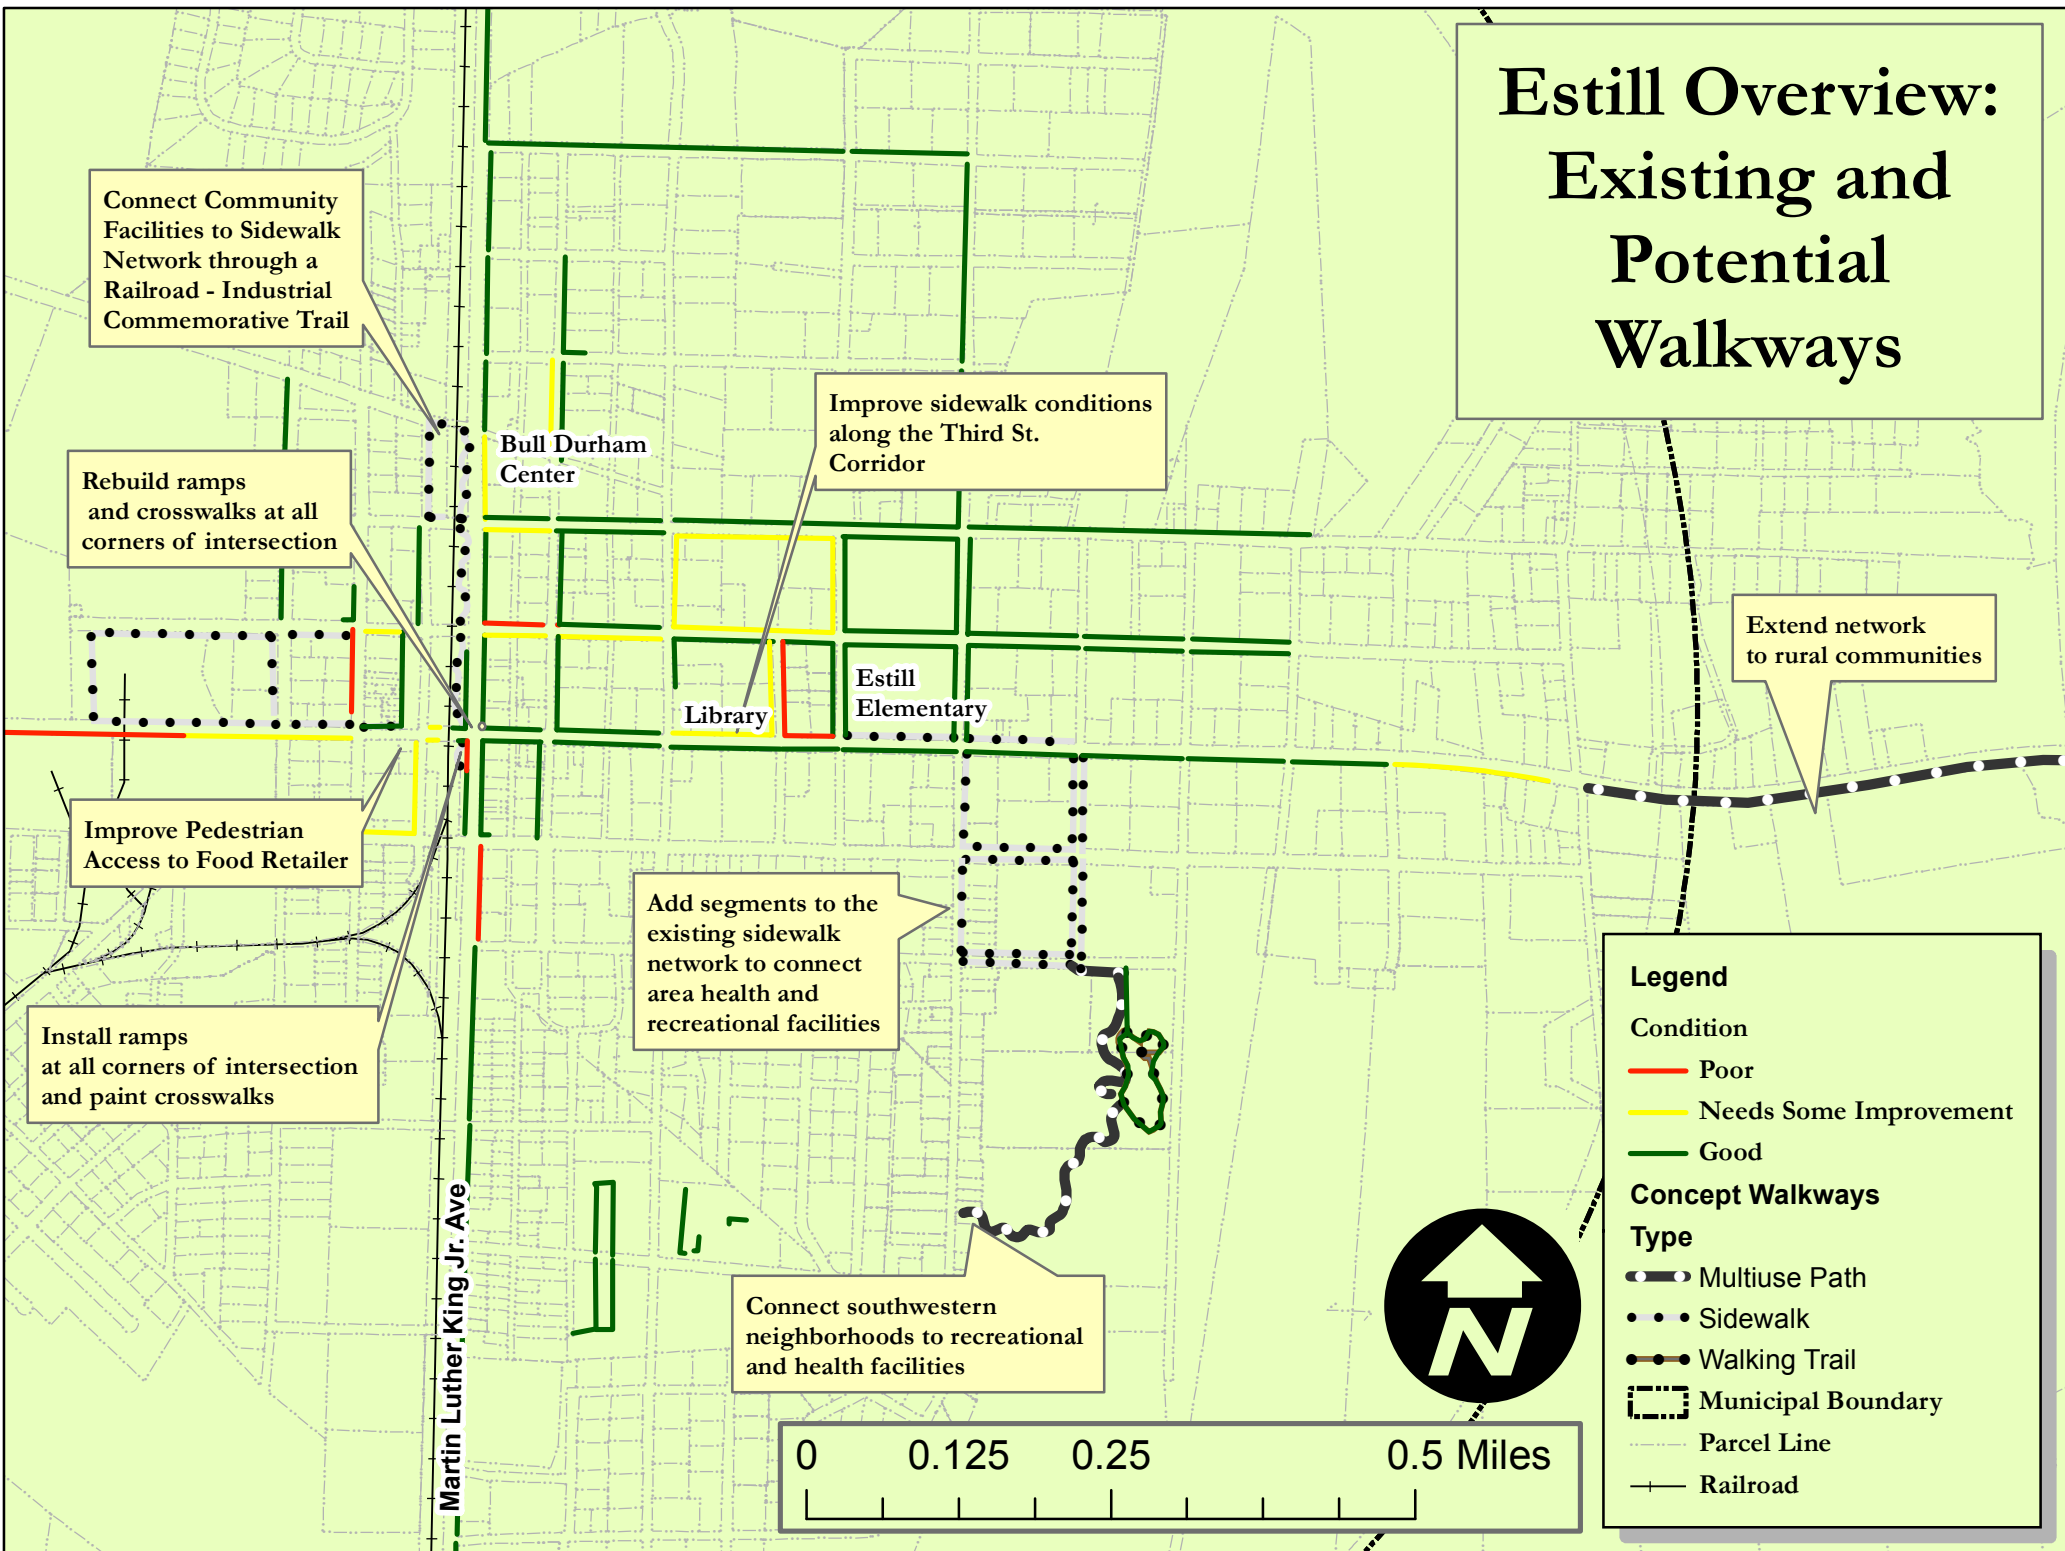 Estill Overview:
Existing and
Potential
Walkways
Connect Community
Facilities to Sidewalk
Network through a
Railroad - Industrial
Commemorative Trail
Improve sidewalk conditions
along the Third St.
Corridor
Bull Durham
Center
Rebuild ramps
and crosswalks at all
corners of intersection
Extend network
to rural communities
Estill
Elementary
Library
Improve Pedestrian
Access to Food Retailer
Add segments to the
existing sidewalk
network to connect
area health and
recreational facilities
Install ramps
at all corners of intersection
and paint crosswalks
Martin Luther King Jr. Ave
Connect southwestern
neighborhoods to recreational
and health facilities
N
Legend
Condition
Poor
Needs Some Improvement
Good
Concept Walkways
Type
Multiuse Path
Sidewalk
Walking Trail
Municipal Boundary
Parcel Line
Railroad
0 0.125 0.25 0.5 Miles